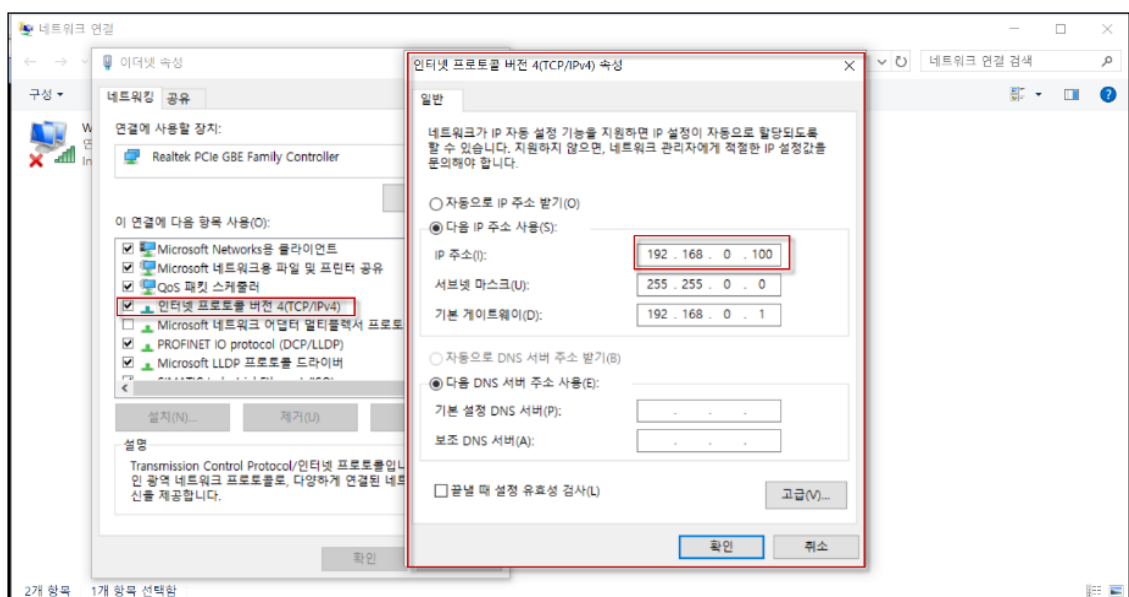 네트워크 연결
네트워크 연결 검색
구성
이더넷 속성
네트워킹 공유
연결에 사용할 장치:
Realtek PCIe GBE Family Controller
이 연결에 다음 항목 사용(O):
Microsoft Networks용 클라이언트
Microsoft 네트워크용 파일 및 프린터 공유
QoS 패킷 스케줄러
인터넷 프로토콜 버전 4(TCP/IPv4)
Microsoft 네트워크 어댑터 멀티플렉서 프로토
PROFINET IO protocol (DCP/LLDP)
Microsoft LLDP 프로토콜 드라이버
설치(N)... 제거(U)
설명
Transmission Control Protocol/인터넷 프로토콜입니
인 광역 네트워크 프로토콜로, 다양하게 연결된 네트
신을 제공합니다.
확인
인터넷 프로토콜 버전 4(TCP/IPv4) 속성
일반
네트워크가 IP 자동 설정 기능을 지원하면 IP 설정이 자동으로 할당되도록
할 수 있습니다. 지원하지 않으면, 네트워크 관리자에게 적절한 IP 설정값을
문의해야 합니다.
자동으로 IP 주소 받기(O)
다음 IP 주소 사용(S):
IP 주소(I): 192 . 168 . 0 . 100
서브넷 마스크(U): 255 . 255 . 0 . 0
기본 게이트웨이(D): 192 . 168 . 0 . 1
자동으로 DNS 서버 주소 받기(B)
다음 DNS 서버 주소 사용(E):
기본 설정 DNS 서버(P):
보조 DNS 서버(A):
끝낼 때 설정 유효성 검사(L)
고급(V)...
확인 취소
2개 항목 1개 항목 선택함